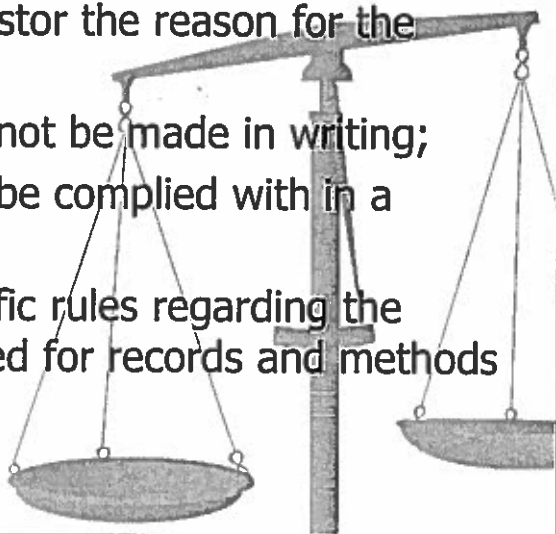 stor the reason for the
not be made in writing;
be complied with in a
fic rules regarding the
ed for records and methods